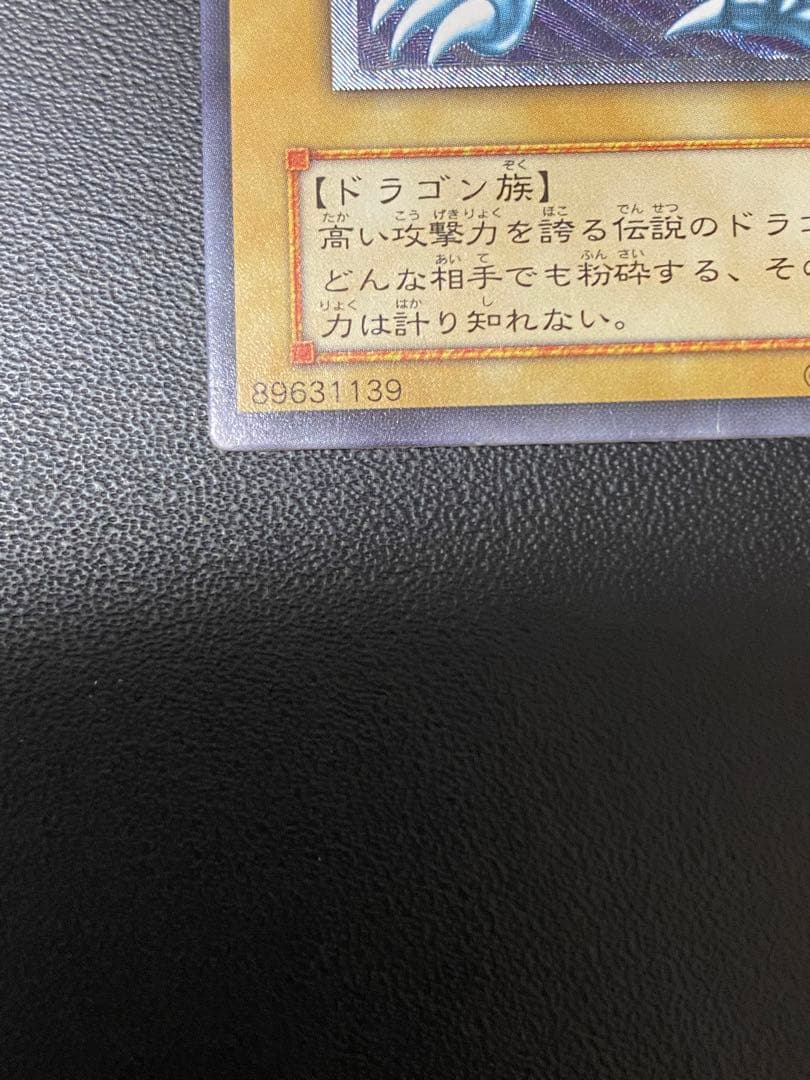 【ドラゴン族】
高い攻撃力を誇る伝説のドラゴ
どんな相手でも粉砕する、その
力は計り知れない。
89631139